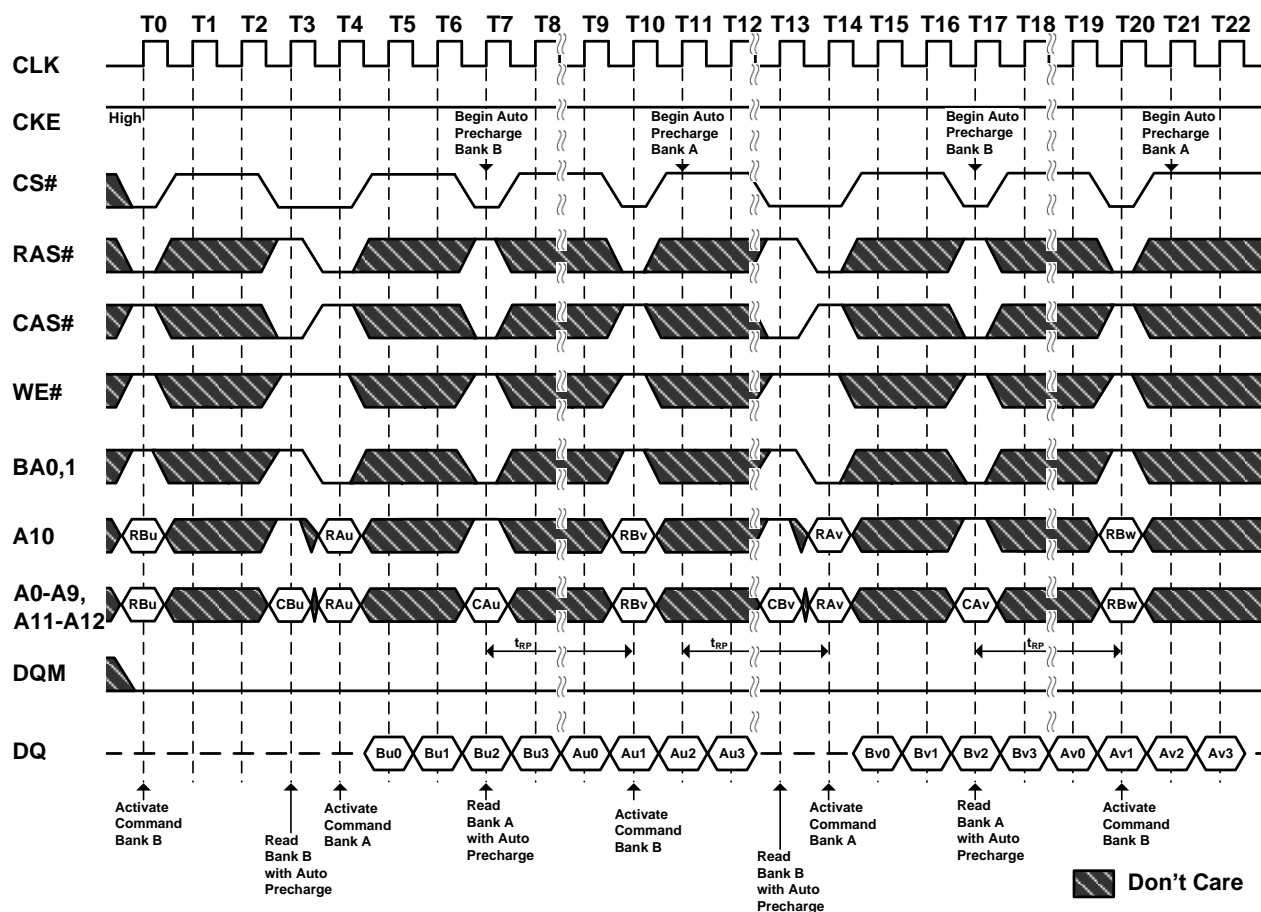 T0 T1 T2 T3 T4 T5 T6 T7 T8 T9 T10 T11 T12 T13 T14 T15 T16 T17 T18 T19 T20 T21 T22
CLK
CKE
High
Begin Auto
Precharge
Bank B
Begin Auto
Precharge
Bank A
Begin Auto
Precharge
Bank B
Begin Auto
Precharge
Bank A
CS#
RAS#
CAS#
WE#
BA0,1
A10
RBu RAu RBv RAv RBw
A0-A9,
A11-A12
RBu CBu RAu CAu RBv CBv RAv CAv RBw
tRP tRP tRP
DQM
DQ
Bu0 Bu1 Bu2 Bu3 Au0 Au1 Au2 Au3 Bv0 Bv1 Bv2 Bv3 Av0 Av1 Av2 Av3
Activate
Command
Bank B
Read
Bank B
with Auto
Precharge
Activate
Command
Bank A
Read
Bank A
with Auto
Precharge
Activate
Command
Bank B
Read
Bank B
with Auto
Precharge
Activate
Command
Bank A
Read
Bank A
with Auto
Precharge
Activate
Command
Bank B
Don't Care